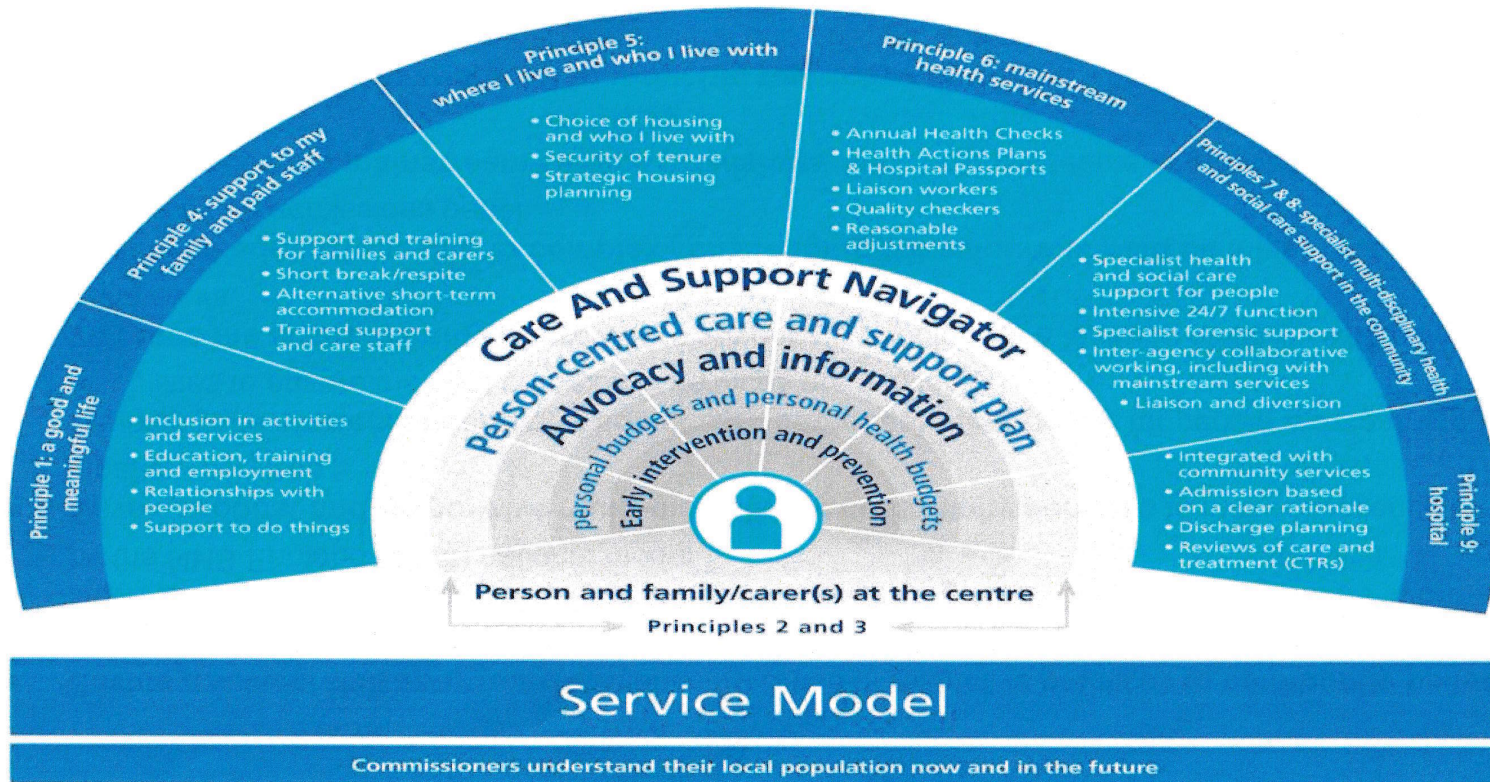 Principle 1: a good and
meaningful life
• Inclusion in activities
and services
• Education, training
and employment
• Relationships with
people
• Support to do things
Principle 4: support to my
family and paid staff
• Support and training
for families and carers
• Short break/respite
• Alternative short-term
accommodation
• Trained support
and care staff
Principle 5:
where I live and who I live with
• Choice of housing
and who I live with
• Security of tenure
• Strategic housing
planning
Principle 6: mainstream
health services
• Annual Health Checks
• Health Actions Plans
& Hospital Passports
• Liaison workers
• Quality checkers
• Reasonable
adjustments
Principles 7 & 8: specialist multi-disciplinary health
and social care support in the community
• Specialist health
and social care
support for people
• Intensive 24/7 function
• Specialist forensic support
• Inter-agency collaborative
working, including with
mainstream services
• Liaison and diversion
Principle 9:
hospital
• Integrated with
community services
• Admission based
on a clear rationale
• Discharge planning
• Reviews of care and
treatment (CTRs)
Care And Support Navigator
Person-centred care and support plan
Advocacy and information
personal budgets and personal health budgets
Early intervention and prevention
Person and family/carer(s) at the centre
Principles 2 and 3
Service Model
Commissioners understand their local population now and in the future